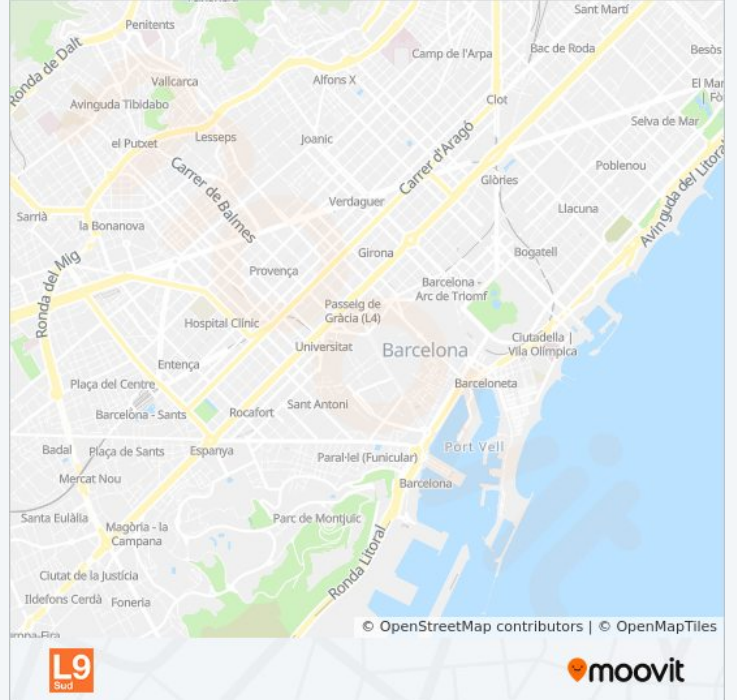 Sant Martí
Penitents
Ronda de Dalt
Camp de l'Arpa
Bac de Roda
Besòs
Vallcarca
Alfons X
El Mar
| Fò
Avinguda Tibidabo
Clot
Selva de Mar
el Putxet
Lesseps
Joanic
Carrer d'Aragó
Poblenou
Carrer de Balmes
Glòries
Avinguda del Litoral
Verdaguer
Llacuna
Sarrià
la Bonanova
Girona
Bogatell
Ronda del Mig
Provença
Barcelona -
Arc de Triomf
Passeig de
Gràcia (L4)
Hospital Clínic
Universitat
Barcelona
Ciutadella |
Vila Olímpica
Entença
Plaça del Centre
Barceloneta
Barcelona - Sants
Rocafort
Sant Antoni
Badal
Plaça de Sants
Espanya
Paral·lel (Funicular)
Port Vell
Mercat Nou
Barcelona
Santa Eulàlia
Magòria - la
Campana
Parc de Montjuïc
Ronda Litoral
Ciutat de la Justícia
Ildefons Cerdà
Foneria
© OpenStreetMap contributors | © OpenMapTiles
L9
Sud
moovit